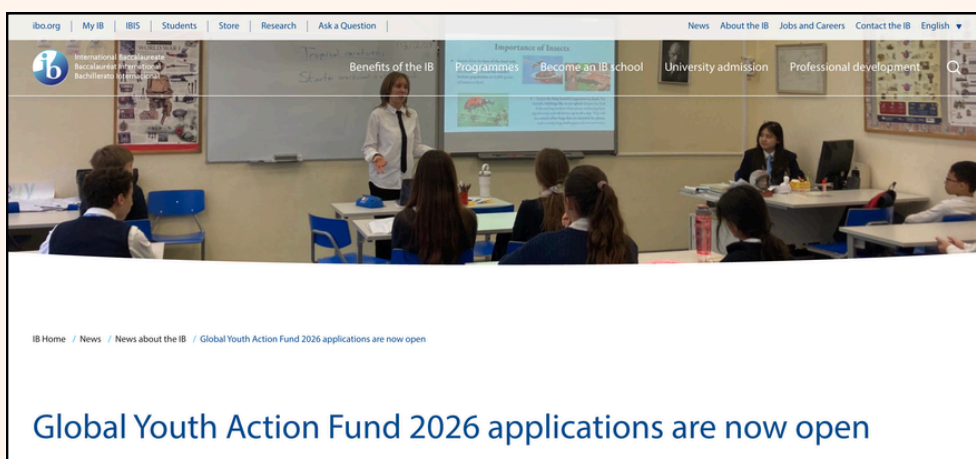 ibo.org | My IB | IBIS | Students | Store | Research | Ask a Question |
News About the IB Jobs and Careers Contact the IB English ▼
International Baccalaureate
Baccalauréat International
Bachillerato Internacional
Benefits of the IB Programmes Become an IB school University admission Professional development
WORLD WAR I
Importance of Insects
IB Home / News / News about the IB / Global Youth Action Fund 2026 applications are now open
Global Youth Action Fund 2026 applications are now open